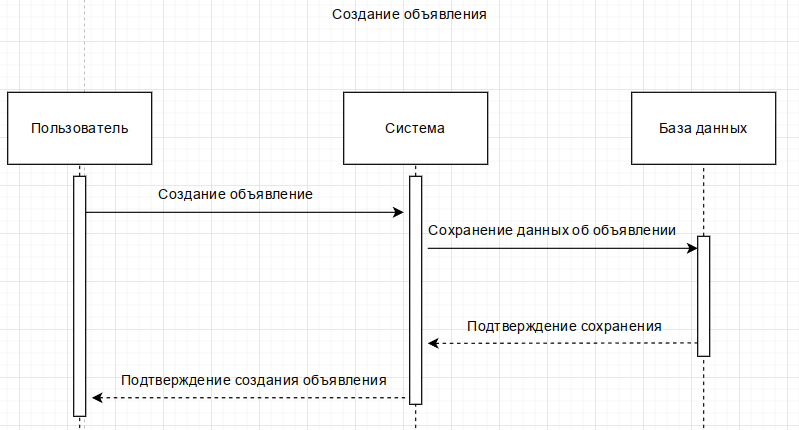 Создание объявления
Пользователь
Система
База данных
Создание объявление
Сохранение данных об объявлении
Подтверждение сохранения
Подтверждение создания объявления